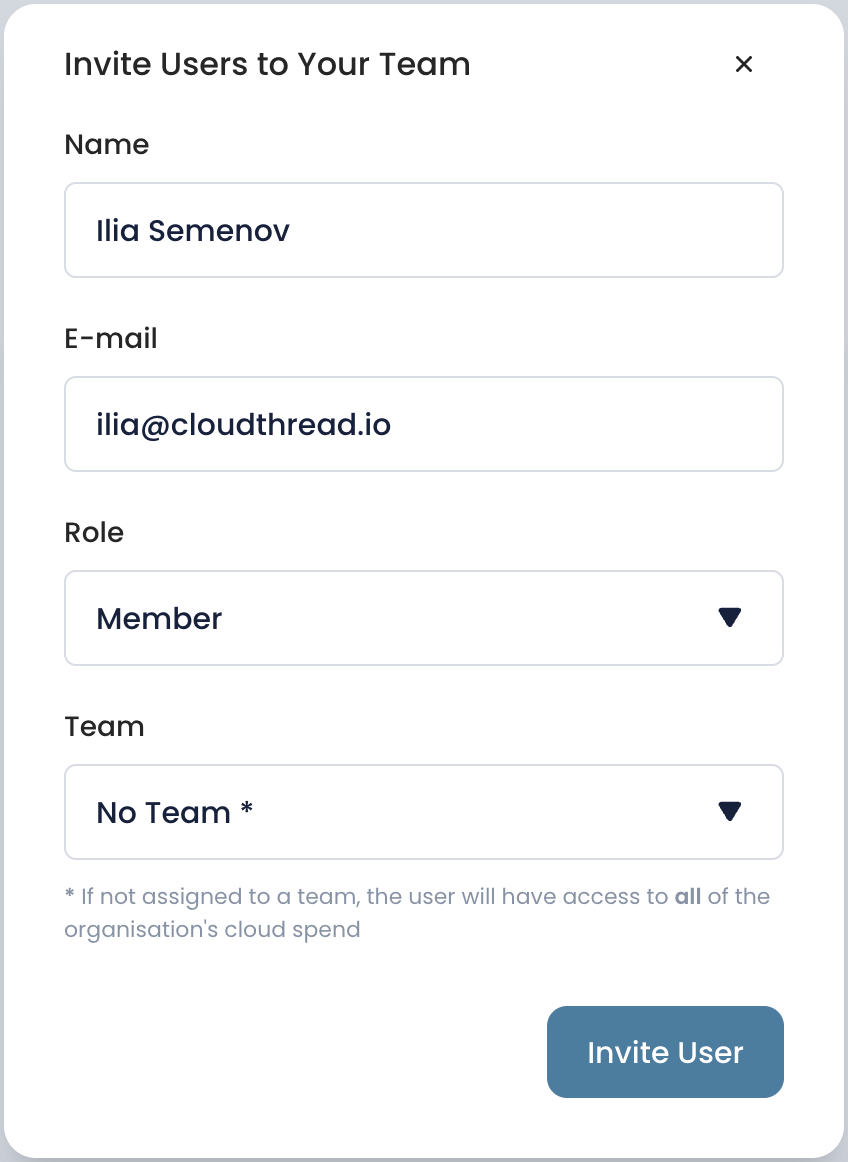 Invite Users to Your Team
Name
Ilia Semenov
E-mail
ilia@cloudthread.io
Role
Member
Team
No Team *
* If not assigned to a team, the user will have access to all of the
organisation's cloud spend
Invite User